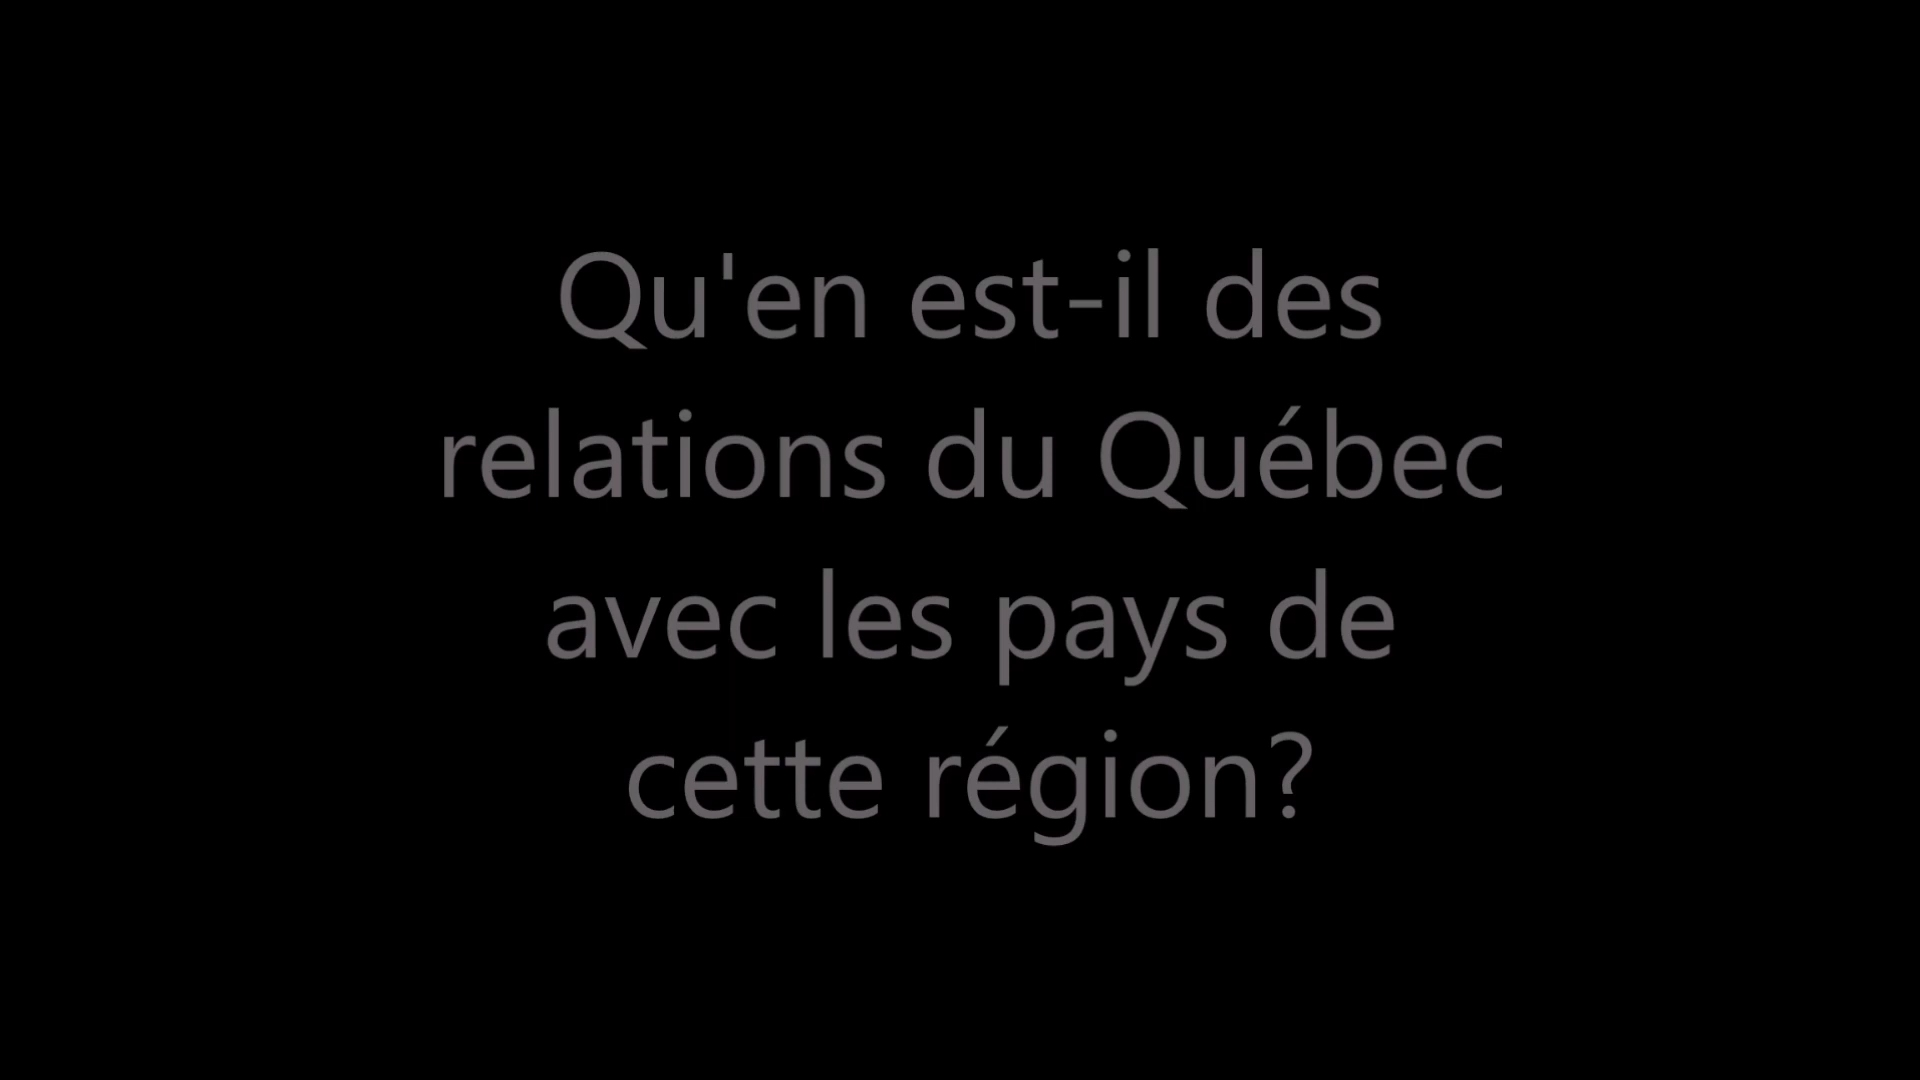 Qu'en est-il des
relations du Québec
avec les pays de
cette région?